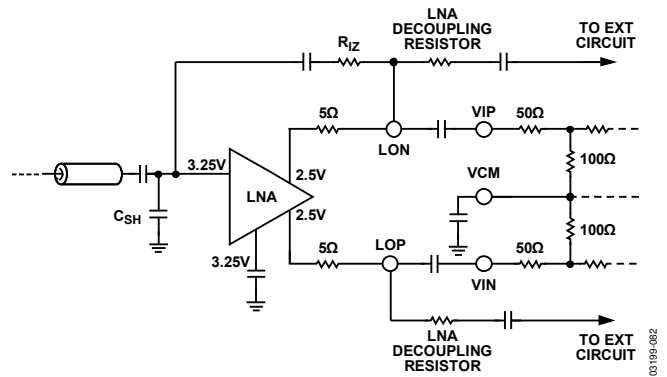 LNA
DECOUPLING
RESISTOR
TO EXT
CIRCUIT
RIZ
5Ω
LON
VIP
50Ω
100Ω
3.25V
LNA
2.5V
2.5V
VCM
CSH
3.25V
5Ω
LOP
VIN
50Ω
100Ω
LNA
DECOUPLING
RESISTOR
TO EXT
CIRCUIT
03199-082